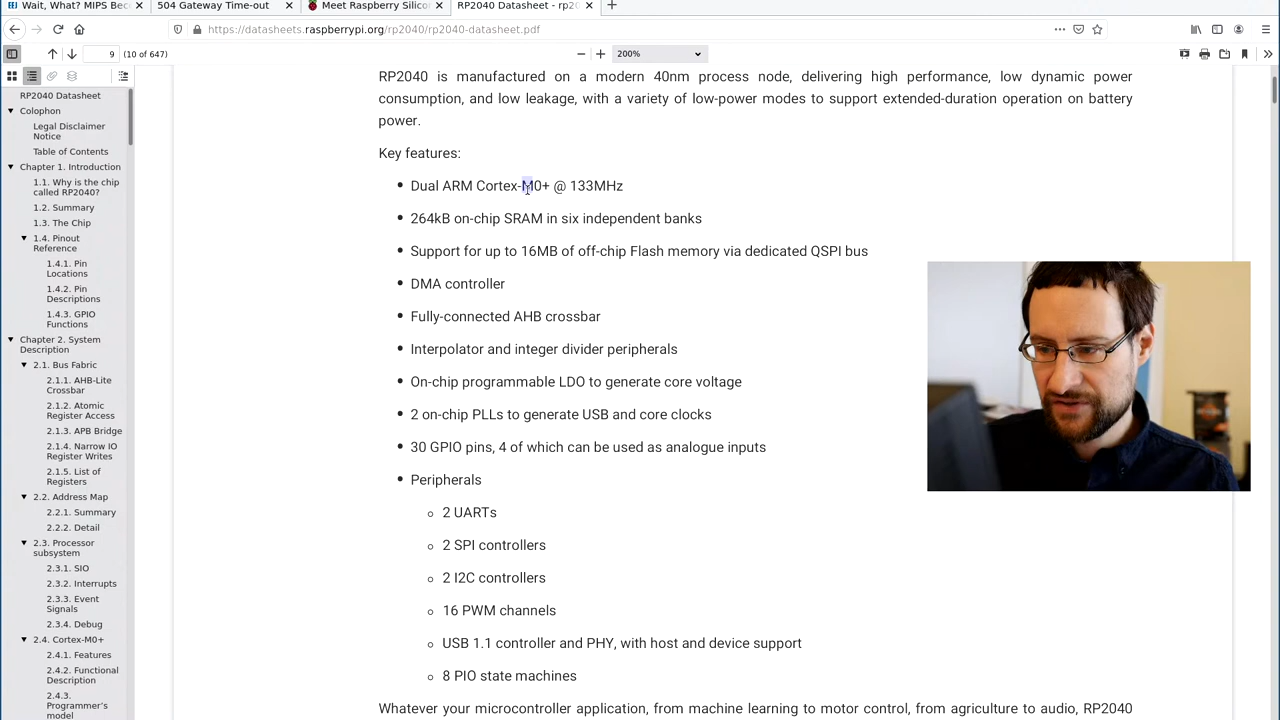 Wait, What? MIPS Bec
504 Gateway Time-out
Meet Raspberry Silicor
RP2040 Datasheet - rp20
https://datasheets.raspberrypi.org/rp2040/rp2040-datasheet.pdf
9 (10 of 647)
200%
RP2040 Datasheet
Colophon
Legal Disclaimer
Notice
Table of Contents
Chapter 1. Introduction
1.1. Why is the chip
called RP2040?
1.2. Summary
1.3. The Chip
1.4. Pinout
Reference
1.4.1. Pin
Locations
1.4.2. Pin
Descriptions
1.4.3. GPIO
Functions
Chapter 2. System
Description
2.1. Bus Fabric
2.1.1. AHB-Lite
Crossbar
2.1.2. Atomic
Register Access
2.1.3. APB Bridge
2.1.4. Narrow IO
Register Writes
2.1.5. List of
Registers
2.2. Address Map
2.2.1. Summary
2.2.2. Detail
2.3. Processor
subsystem
2.3.1. SIO
2.3.2. Interrupts
2.3.3. Event
Signals
2.3.4. Debug
2.4. Cortex-M0+
2.4.1. Features
2.4.2. Functional
Description
2.4.3.
Programmer's
model
RP2040 is manufactured on a modern 40nm process node, delivering high performance, low dynamic power
consumption, and low leakage, with a variety of low-power modes to support extended-duration operation on battery
power.
Key features:
• Dual ARM Cortex-M0+ @ 133MHz
• 264kB on-chip SRAM in six independent banks
• Support for up to 16MB of off-chip Flash memory via dedicated QSPI bus
• DMA controller
• Fully-connected AHB crossbar
• Interpolator and integer divider peripherals
• On-chip programmable LDO to generate core voltage
• 2 on-chip PLLs to generate USB and core clocks
• 30 GPIO pins, 4 of which can be used as analogue inputs
• Peripherals
◦ 2 UARTs
◦ 2 SPI controllers
◦ 2 I2C controllers
◦ 16 PWM channels
◦ USB 1.1 controller and PHY, with host and device support
◦ 8 PIO state machines
Whatever your microcontroller application, from machine learning to motor control, from agriculture to audio, RP2040